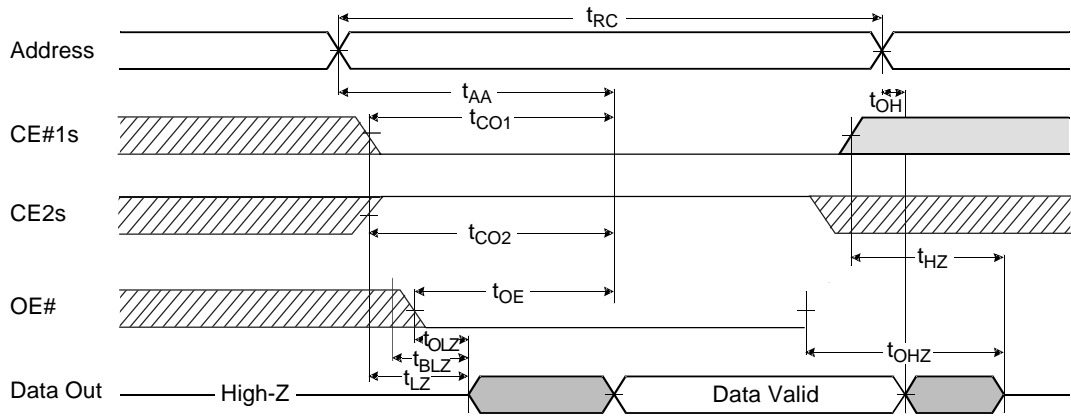 tRC
Address
tAA
tOH
tCO1
CE#1s
CE2s
tCO2
tHZ
OE#
tOE
tOLZ
tBLZ
tOHZ
tLZ
Data Out
High-Z
Data Valid